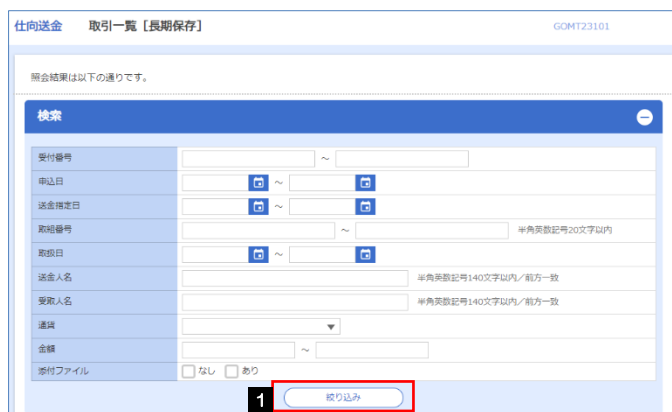 仕向送金 取引一覧［長期保存］ GOMT23101
照会結果は以下の通りです。
検索
受付番号 ～
申込日 ～
送金指定日 ～
取組番号 ～ 半角英数記号20文字以内
取扱日 ～
送金人名 半角英数記号140文字以内／前方一致
受取人名 半角英数記号140文字以内／前方一致
通貨
金額 ～
添付ファイル なし あり
1 絞り込み